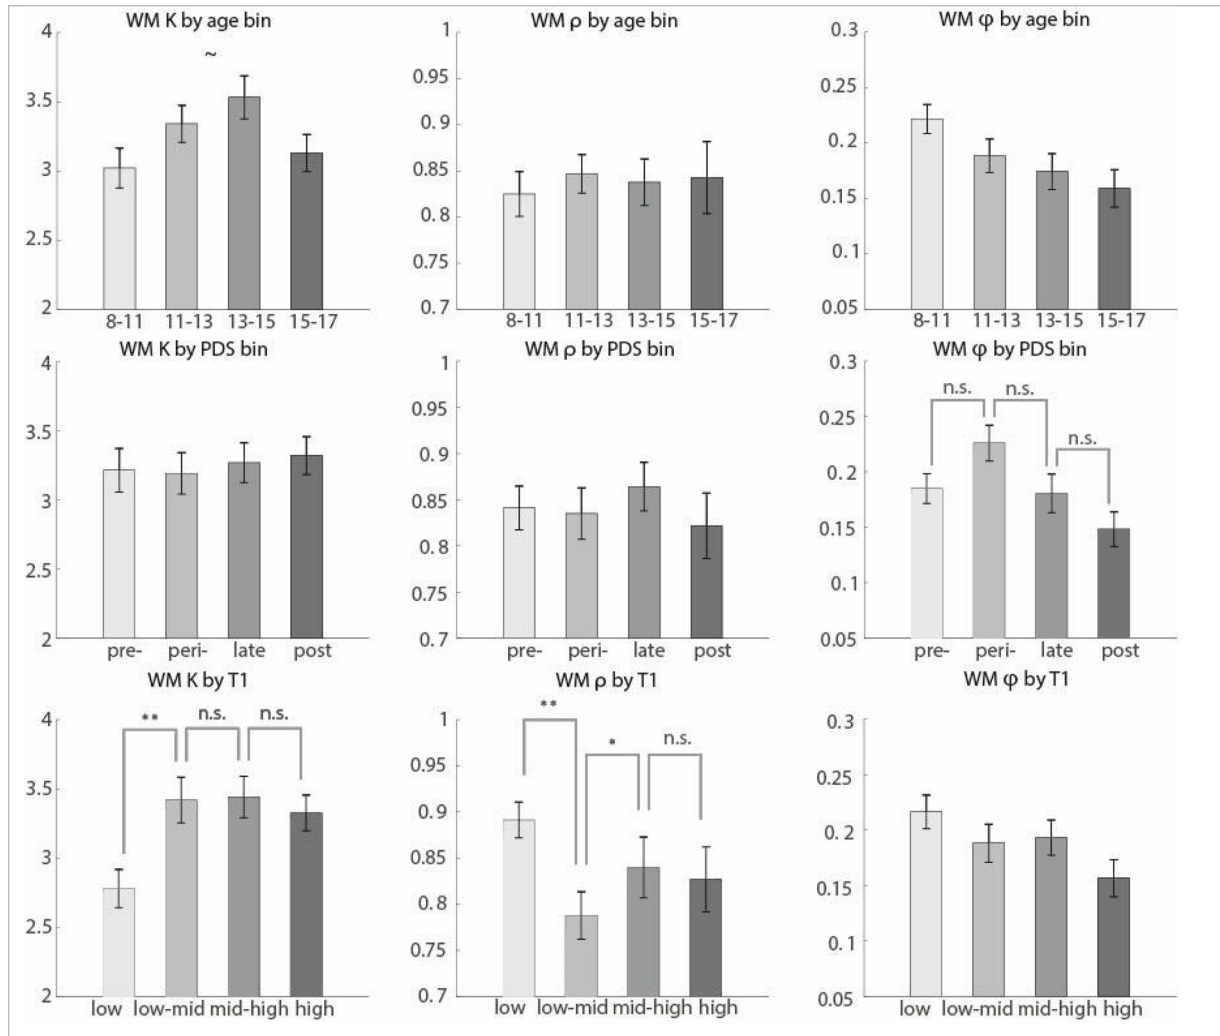 WM K by age bin
4
~
3.5
3
2.5
2
8-11 11-13 13-15 15-17
WM ρ by age bin
1
0.95
0.9
0.85
0.8
0.75
0.7
8-11 11-13 13-15 15-17
WM φ by age bin
0.3
0.2
0.1
0.05
8-11 11-13 13-15 15-17
WM K by PDS bin
4
3.5
3
2.5
2
pre- peri- late post
WM ρ by PDS bin
1
0.95
0.9
0.85
0.8
0.75
0.7
pre- peri- late post
WM φ by PDS bin
0.3
n.s. n.s.
0.25
n.s.
0.2
0.15
0.1
0.05
pre- peri- late post
WM K by T1
4
** n.s. n.s.
3.5
3
2.5
2
low low-mid mid-high high
WM ρ by T1
1
**
* n.s.
0.95
0.9
0.85
0.8
0.75
0.7
low low-mid mid-high high
WM φ by T1
0.3
0.25
0.2
0.15
0.1
0.05
low low-mid mid-high high